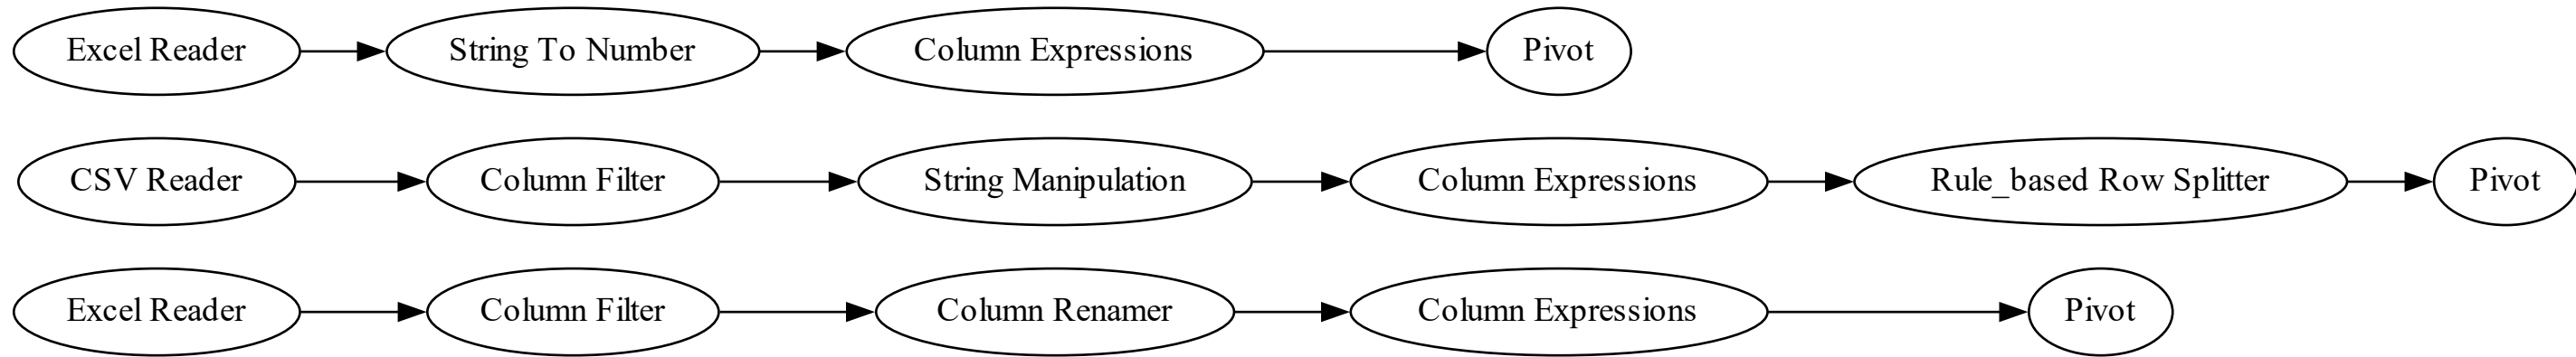 Excel Reader String To Number Column Expressions Pivot
CSV Reader Column Filter String Manipulation Column Expressions Rule_based Row Splitter Pivot
Excel Reader Column Filter Column Renamer Column Expressions Pivot